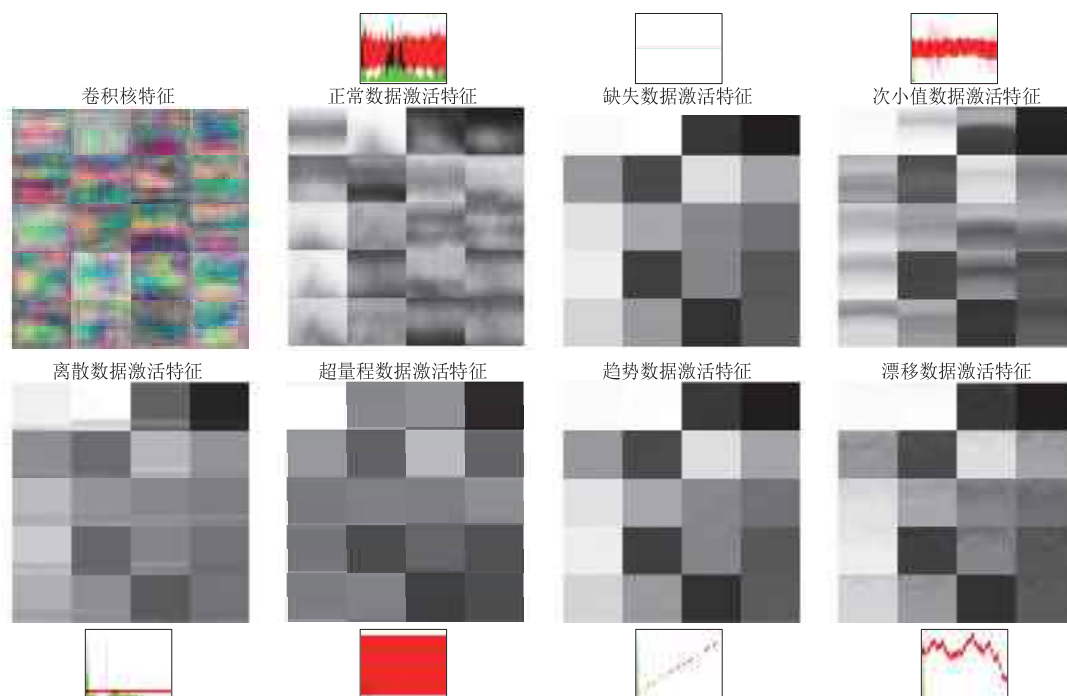 卷积核特征
正常数据激活特征
缺失数据激活特征
次小值数据激活特征
离散数据激活特征
超量程数据激活特征
趋势数据激活特征
漂移数据激活特征